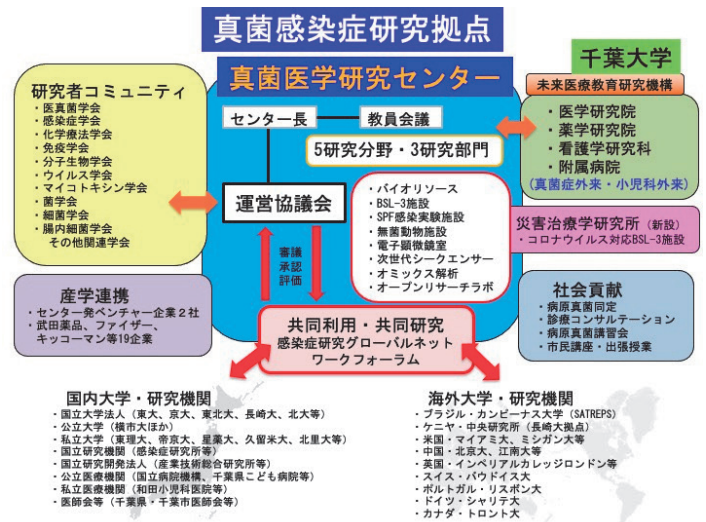 真菌感染症研究拠点
真菌医学研究センター
千葉大学
未来医療教育研究機構
研究者コミュニティ
・医真菌学会
・感染症学会
・化学療法学会
・免疫学会
・分子生物学会
・ウイルス学会
・マイコトキシン学会
・菌学会
・細菌学会
・腸内細菌学会
その他関連学会
センター長
教員会議
5研究分野・3研究部門
運営協議会
・バイオリソース
・BSL-3施設
・SPF感染実験施設
・無菌動物施設
・電子顕微鏡室
・次世代シークエンサー
・オミックス解析
・オープンリサーチラボ
・医学研究院
・薬学研究院
・看護学研究科
・附属病院
(真菌症外来・小児科外来)
災害治療学研究所（新設）
・コロナウイルス対応BSL-3施設
審議
承認
評価
産学連携
・センター発ベンチャー企業２社
・武田薬品、ファイザー、
キッコーマン等19企業
社会貢献
・病原真菌同定
・診療コンサルテーション
・病原真菌講習会
・市民講座・出張授業
共同利用・共同研究
感染症研究グローバルネット
ワークフォーラム
国内大学・研究機関
・国立大学法人（東大、京大、東北大、長崎大、北大等）
・公立大学（横市大ほか）
・私立大学（東理大、帝京大、星薬大、久留米大、北里大等）
・国立研究機関（感染症研究所等）
・国立研究開発法人（産業技術総合研究所等）
・公立医療機関（国立病院機構、千葉県こども病院等）
・私立医療機関（和田小児科医院等）
・医師会等（千葉県・千葉市医師会等）
海外大学・研究機関
・ブラジル・カンピーナス大学（SATREPS）
・ケニヤ・中央研究所（長崎大拠点）
・米国・マイアミ大、ミシガン大等
・中国・北京大、江南大等
・英国・インペリアルカレッジロンドン等
・スイス・バウドイス大
・ポルトガル・リスボン大
・ドイツ・シャリテ大
・カナダ・トロント大